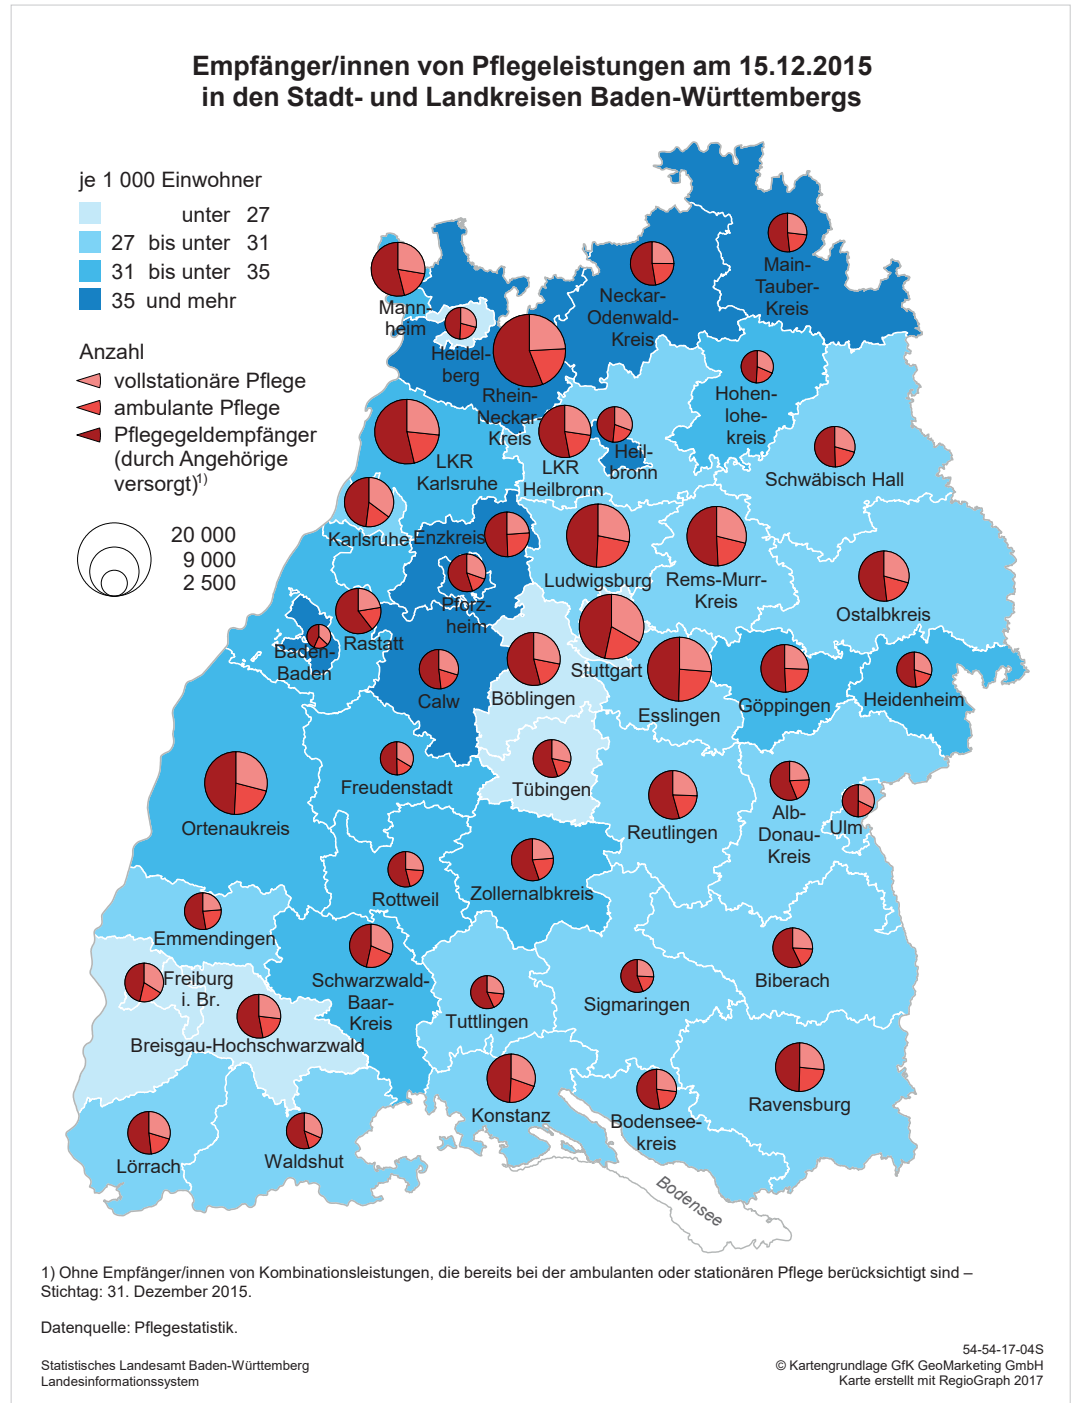 Empfänger/innen von Pflegeleistungen am 15.12.2015
in den Stadt- und Landkreisen Baden-Württembergs
je 1 000 Einwohner
unter 27
27 bis unter 31
31 bis unter 35
35 und mehr
Anzahl
vollstationäre Pflege
ambulante Pflege
Pflegegeldempfänger
(durch Angehörige
versorgt)1)
20 000
9 000
2 500
Main-
Tauber-
Kreis
Neckar-
Odenwald-
Kreis
Mann-
heim
Heidel-
berg
Rhein-
Neckar-
Kreis
Hohen-
lohe-
kreis
LKR
Karlsruhe
LKR
Heilbronn
Heil-
bronn
Schwäbisch Hall
Karlsruhe
Enzkreis
Ludwigsburg
Rems-Murr-
Kreis
Ostalbkreis
Pforz-
heim
Rastatt
Baden-
Baden
Calw
Böblingen
Stuttgart
Esslingen
Göppingen
Heidenheim
Freudenstadt
Tübingen
Ortenaukreis
Reutlingen
Alb-
Donau-
Kreis
Ulm
Rottweil
Zollernalbkreis
Emmendingen
Freiburg
i. Br.
Schwarzwald-
Baar-
Kreis
Tuttlingen
Sigmaringen
Biberach
Breisgau-Hochschwarzwald
Konstanz
Bodensee-
kreis
Ravensburg
Lörrach
Waldshut
Bodensee
1) Ohne Empfänger/innen von Kombinationsleistungen, die bereits bei der ambulanten oder stationären Pflege berücksichtigt sind –
Stichtag: 31. Dezember 2015.
Datenquelle: Pflegestatistik.
Statistisches Landesamt Baden-Württemberg
Landesinformationssystem
54-54-17-04S
© Kartengrundlage GfK GeoMarketing GmbH
Karte erstellt mit RegioGraph 2017